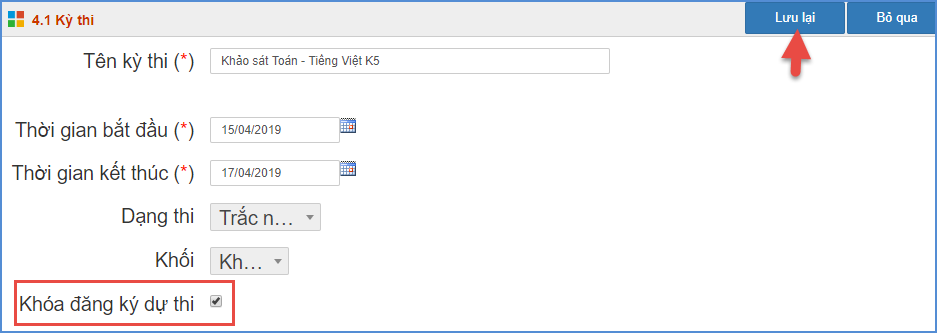 4.1 Kỳ thi
Lưu lại
Bỏ qua
Tên kỳ thi (*)
Khảo sát Toán - Tiếng Việt K5
Thời gian bắt đầu (*)
15/04/2019
Thời gian kết thúc (*)
17/04/2019
Dạng thi
Trắc n...
Khối
Kh...
Khóa đăng ký dự thi